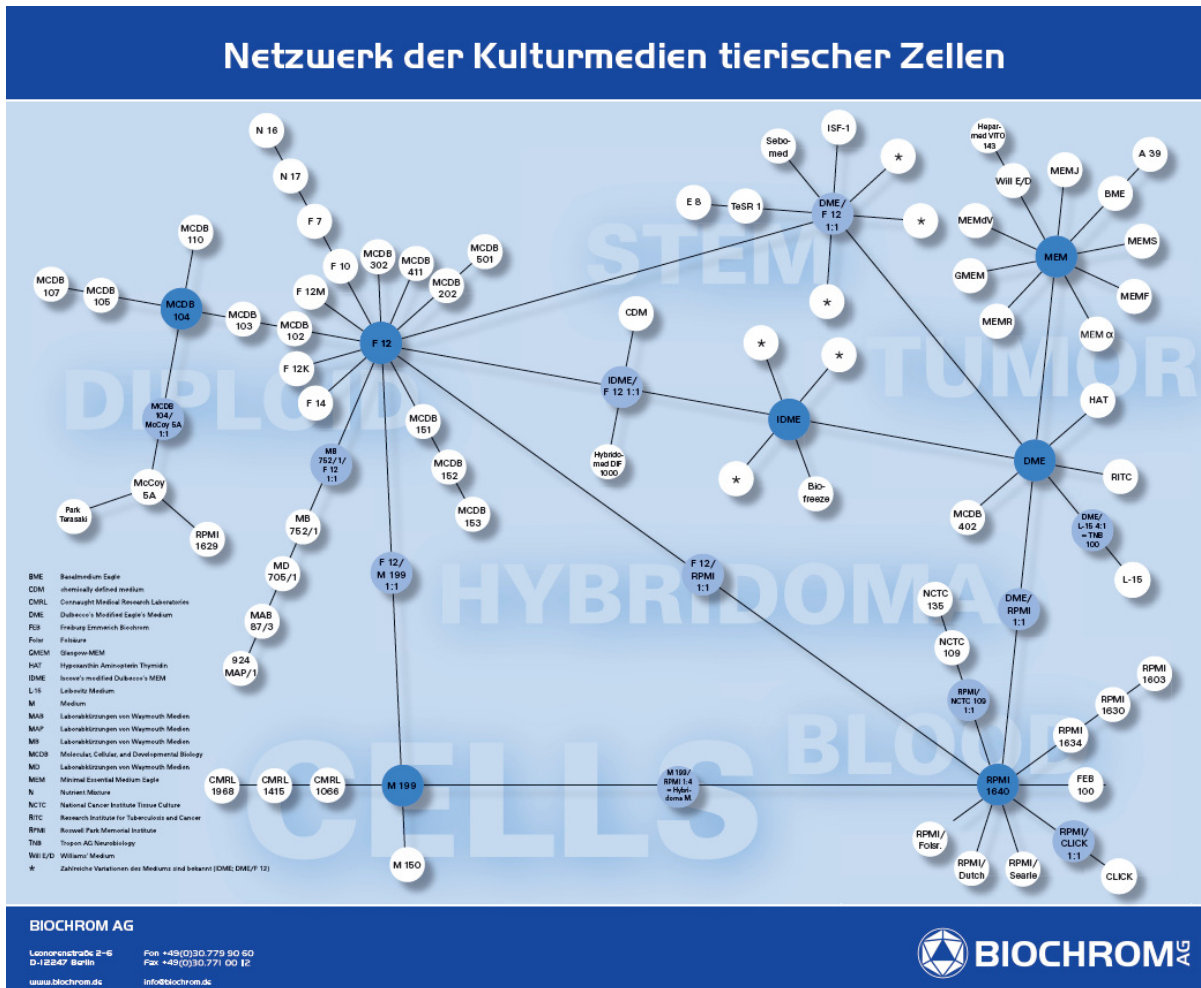 Netzwerk der Kulturmedien tierischer Zellen
STEM
TUMOR
DIPLOID
HYBRIDOMA
BLOOD
CELLS
N 16
N 17
F 7
F 10
MCDB
302
MCDB
411
MCDB
501
MCDB
202
F 12M
MCDB
110
MCDB
107
MCDB
105
MCDB
104
MCDB
103
MCDB
102
F 12
F 12K
F 14
MCDB
104/
McCoy 5A
1:1
McCoy
5A
Park
Terasaki
RPMI
1629
MB
752/1/
F 12
1:1
MB
752/1
MD
705/1
MAB
87/3
924
MAP/1
MCDB
151
MCDB
152
MCDB
153
F 12/
M 199
1:1
Sebo-
med
ISF-1
*
*
*
E 8
TeSR 1
DME/
F 12
1:1
CDM
IDME/
F 12 1:1
Hybrido-
med DIF
1000
*
*
*
IDME
Bio-
freeze
Hepar-
med VITO
143
Will E/D
MEMJ
A 39
BME
MEMdV
MEMS
MEM
GMEM
MEMF
MEMR
MEM α
HAT
DME
RITC
MCDB
402
DME/
L-15 4:1
= TNB
100
L-15
F 12/
RPMI
1:1
DME/
RPMI
1:1
NCTC
135
NCTC
109
RPMI/
NCTC 109
1:1
RPMI
1603
RPMI
1630
RPMI
1634
RPMI
1640
FEB
100
RPMI/
Folsr.
RPMI/
Dutch
RPMI/
Searle
RPMI/
CLICK
1:1
CLICK
M 199/
RPMI 1:4
= Hybri-
doma M.
CMRL
1968
CMRL
1415
CMRL
1066
M 199
M 150
BME Basalmedium Eagle
CDM chemically defined medium
CMRL Connaught Medical Research Laboratories
DME Dulbecco's Modified Eagle's Medium
FEB Freiburg Emmerich Biochrom
Folsr Folsäure
GMEM Glasgow-MEM
HAT Hypoxanthin Aminopterin Thymidin
IDME Iscove's modified Dulbecco's MEM
L-15 Leibovitz Medium
M Medium
MAB Laborabkürzungen von Waymouth Medien
MAP Laborabkürzungen von Waymouth Medien
MB Laborabkürzungen von Waymouth Medien
MCDB Molecular, Cellular, and Developmental Biology
MD Laborabkürzungen von Waymouth Medien
MEM Minimal Essential Medium Eagle
N Nutrient Mixture
NCTC National Cancer Institute Tissue Culture
RITC Research Institute for Tuberculosis and Cancer
RPMI Roswell Park Memorial Institute
TNB Tropon AG Neurobiology
Will E/D Williams' Medium
* Zahlreiche Variationen des Mediums sind bekannt (IDME; DME/F 12)
BIOCHROM AG
Leonorenstraße 2-6 Fon +49(0)30.779 90 60
D-12247 Berlin Fax +49(0)30.771 00 12
www.biochrom.de info@biochrom.de
BIOCHROM AG